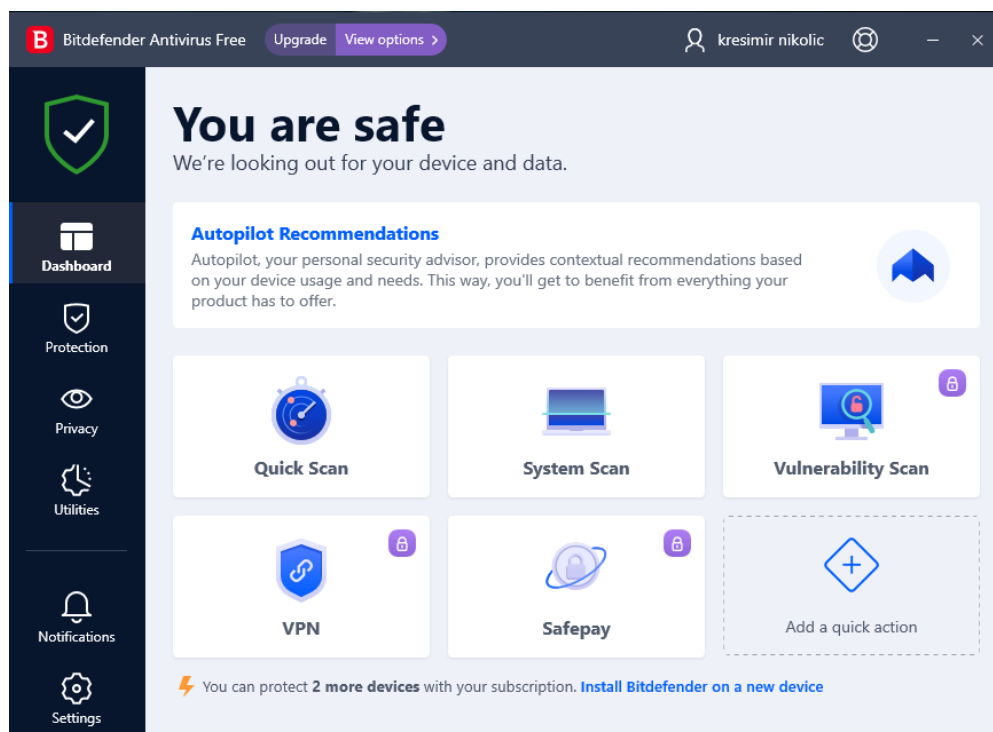 B Bitdefender Antivirus Free Upgrade View options > kresimir nikolic
You are safe
We're looking out for your device and data.
Autopilot Recommendations
Autopilot, your personal security advisor, provides contextual recommendations based
on your device usage and needs. This way, you'll get to benefit from everything your
product has to offer.
Dashboard
Protection
Privacy
Utilities
Notifications
Settings
Quick Scan
System Scan
Vulnerability Scan
VPN
Safepay
Add a quick action
You can protect 2 more devices with your subscription. Install Bitdefender on a new device